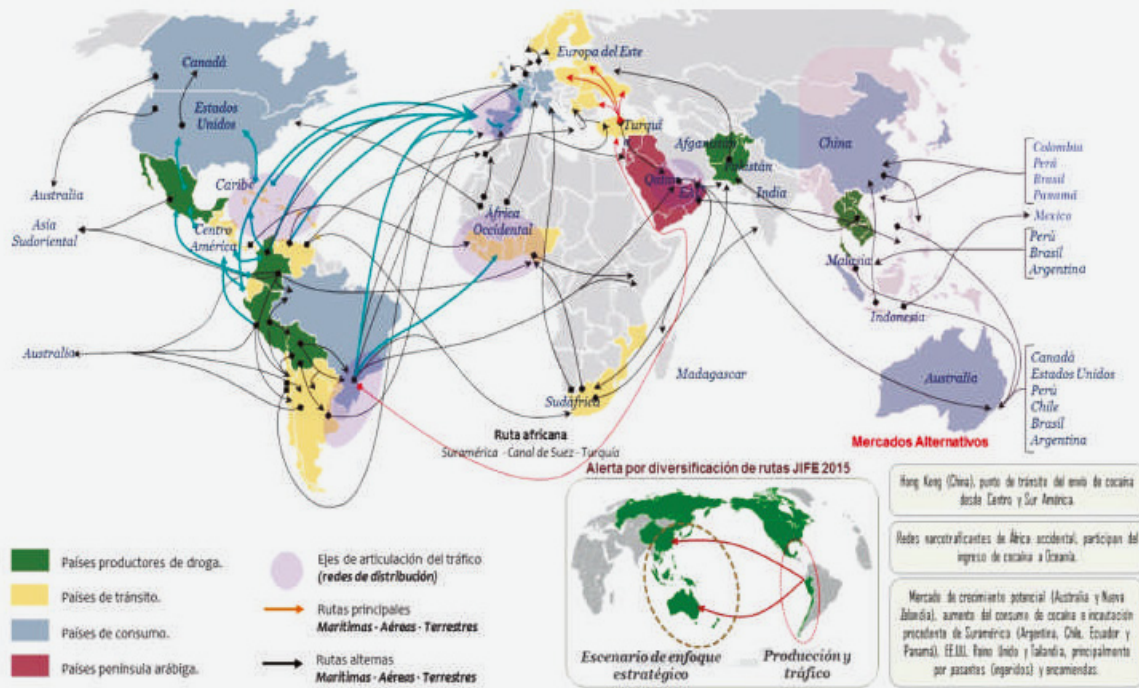 Canadá
Estados
Unidos
Europa del Este
Turquí
Afganistán
Pakistán
China
Qatar
India
Caribe
Centro
América
África
Occidental
Australia
Asia
Sudoriental
Australia
Malasia
Indonesia
Australia
Madagascar
Sudáfrica
Colombia
Perú
Brasil
Panamá
Mexico
Perú
Brasil
Argentina
Canadá
Estados Unidos
Perú
Chile
Brasil
Argentina
Ruta africana
Suramérica - Canal de Suez - Turquía
Mercados Alternativos
Países productores de droga.
Países de tránsito.
Países de consumo.
Países península arábiga.
Ejes de articulación del tráfico
(redes de distribución)
Rutas principales
Marítimas - Aéreas - Terrestres
Rutas alternas
Marítimas - Aéreas - Terrestres
Alerta por diversificación de rutas JIFE 2015
Escenario de enfoque
estratégico
Producción y
tráfico
Hong Kong (China), punto de tránsito del envío de cocaína
desde Centro y Sur América.
Redes narcotraficantes de África occidental, participan del
ingreso de cocaína a Oceanía.
Mercado de crecimiento potencial (Australia y Nueva
Zelandia), aumento del consumo de cocaína e incautación
procedente de Suramérica (Argentina, Chile, Ecuador y
Panamá), EE.UU, Reino Unido y Tailandia, principalmente
por pasantes (ingeridos) y encomiendas.